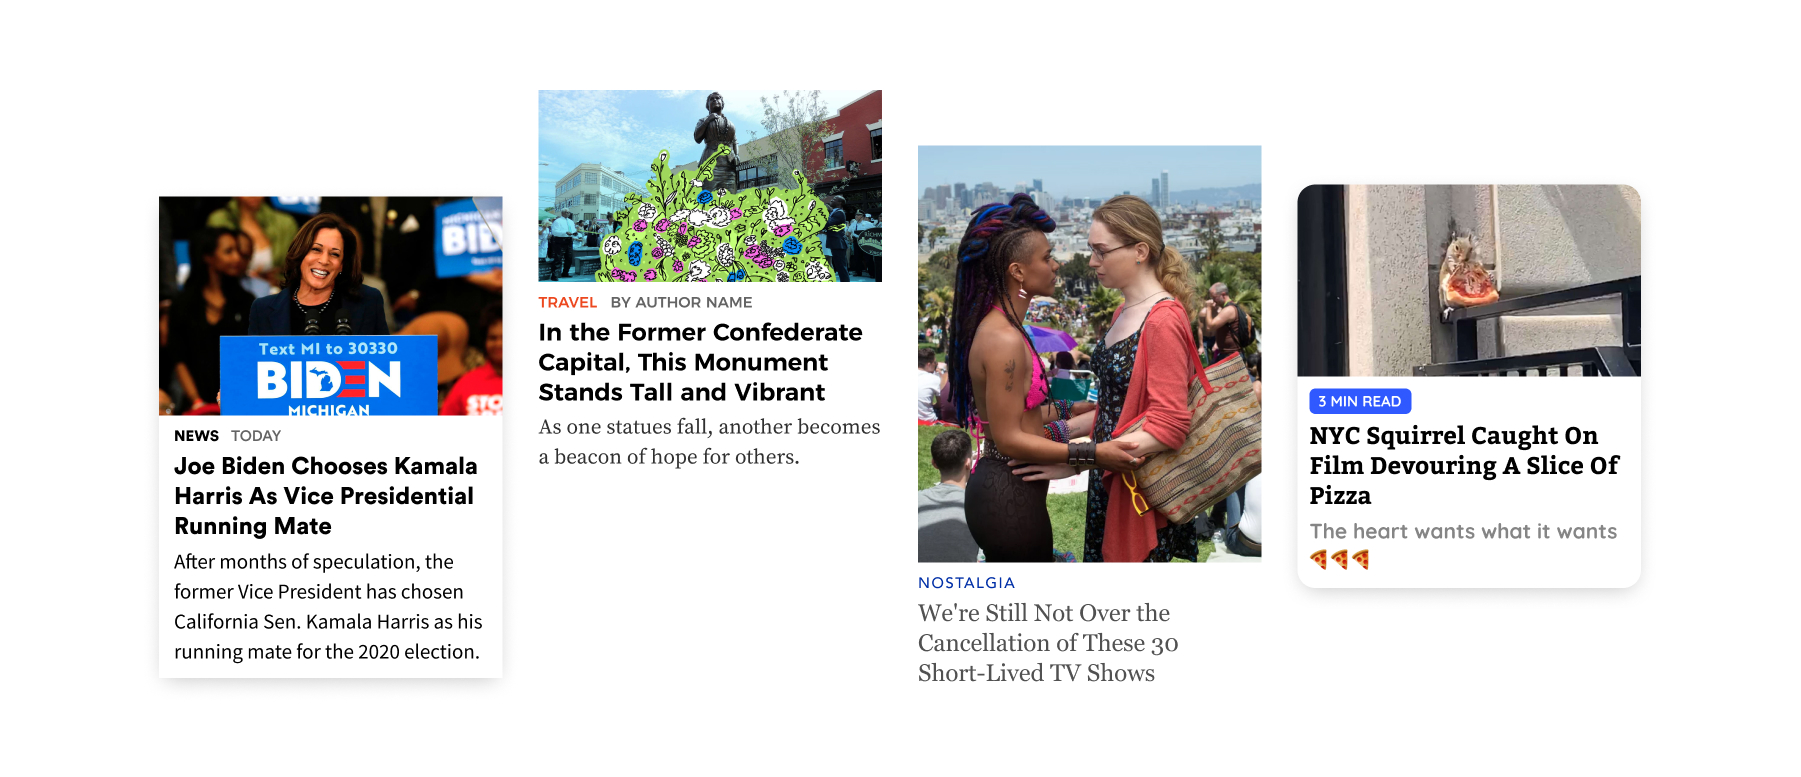 BID
Text MI to 30330
BIDEN
MICHIGAN
STO
NEWS TODAY
Joe Biden Chooses Kamala
Harris As Vice Presidential
Running Mate
After months of speculation, the
former Vice President has chosen
California Sen. Kamala Harris as his
running mate for the 2020 election.
TRAVEL BY AUTHOR NAME
In the Former Confederate
Capital, This Monument
Stands Tall and Vibrant
As one statues fall, another becomes
a beacon of hope for others.
NOSTALGIA
We're Still Not Over the
Cancellation of These 30
Short-Lived TV Shows
3 MIN READ
NYC Squirrel Caught On
Film Devouring A Slice Of
Pizza
The heart wants what it wants
🍕🍕🍕